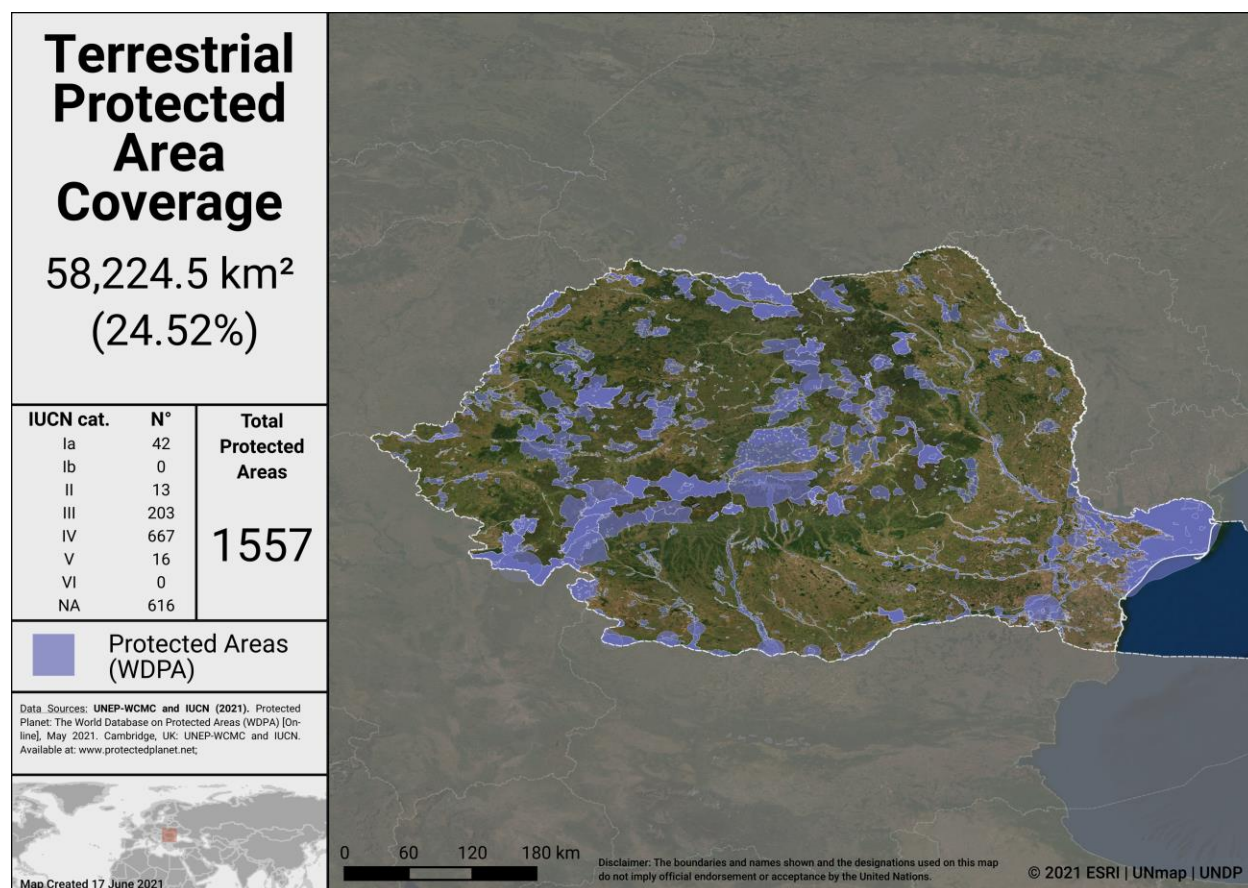 Terrestrial
Protected
Area
Coverage
58,224.5 km²
(24.52%)
IUCN cat. N°
Ia 42
Ib 0
II 13
III 203
IV 667
V 16
VI 0
NA 616
Total
Protected
Areas
1557
Protected Areas
(WDPA)
Data Sources: UNEP-WCMC and IUCN (2021). Protected
Planet: The World Database on Protected Areas (WDPA) [On-
line], May 2021. Cambridge, UK: UNEP-WCMC and IUCN.
Available at: www.protectedplanet.net;
Map Created 17 June 2021
0 60 120 180 km
Disclaimer: The boundaries and names shown and the designations used on this map
do not imply official endorsement or acceptance by the United Nations.
© 2021 ESRI | UNmap | UNDP